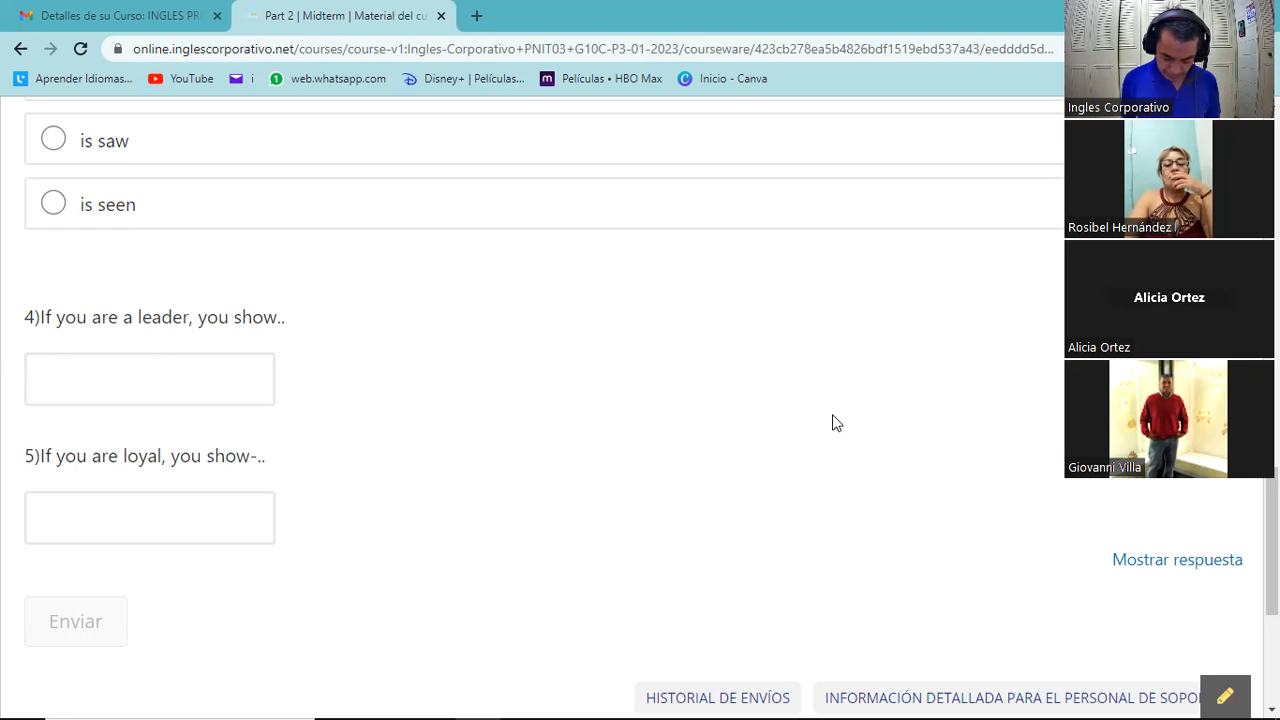 Detalles de su Curso: INGLES PRI
Part 2 | Midterm | Material del c
online.inglescorporativo.net/courses/course-v1:Ingles-Corporativo+PNIT03+G10C-P3-01-2023/courseware/423cb273ea5b4826bdf1519ebd537a43/eedddd5d...
Aprender Idiomas...
YouTube
i
web.whatsapp.com
Disney+ | Películas...
Películas • HBO Max
Inicio - Canva
is saw
is seen
4)If you are a leader, you show..
5)If you are loyal, you show-..
Mostrar respuesta
Enviar
HISTORIAL DE ENVÍOS
INFORMACIÓN DETALLADA PARA EL PERSONAL DE SOPO
Ingles Corporativo
Rosibel Hernández
Alicia Ortez
Alicia Ortez
Giovanni Villa